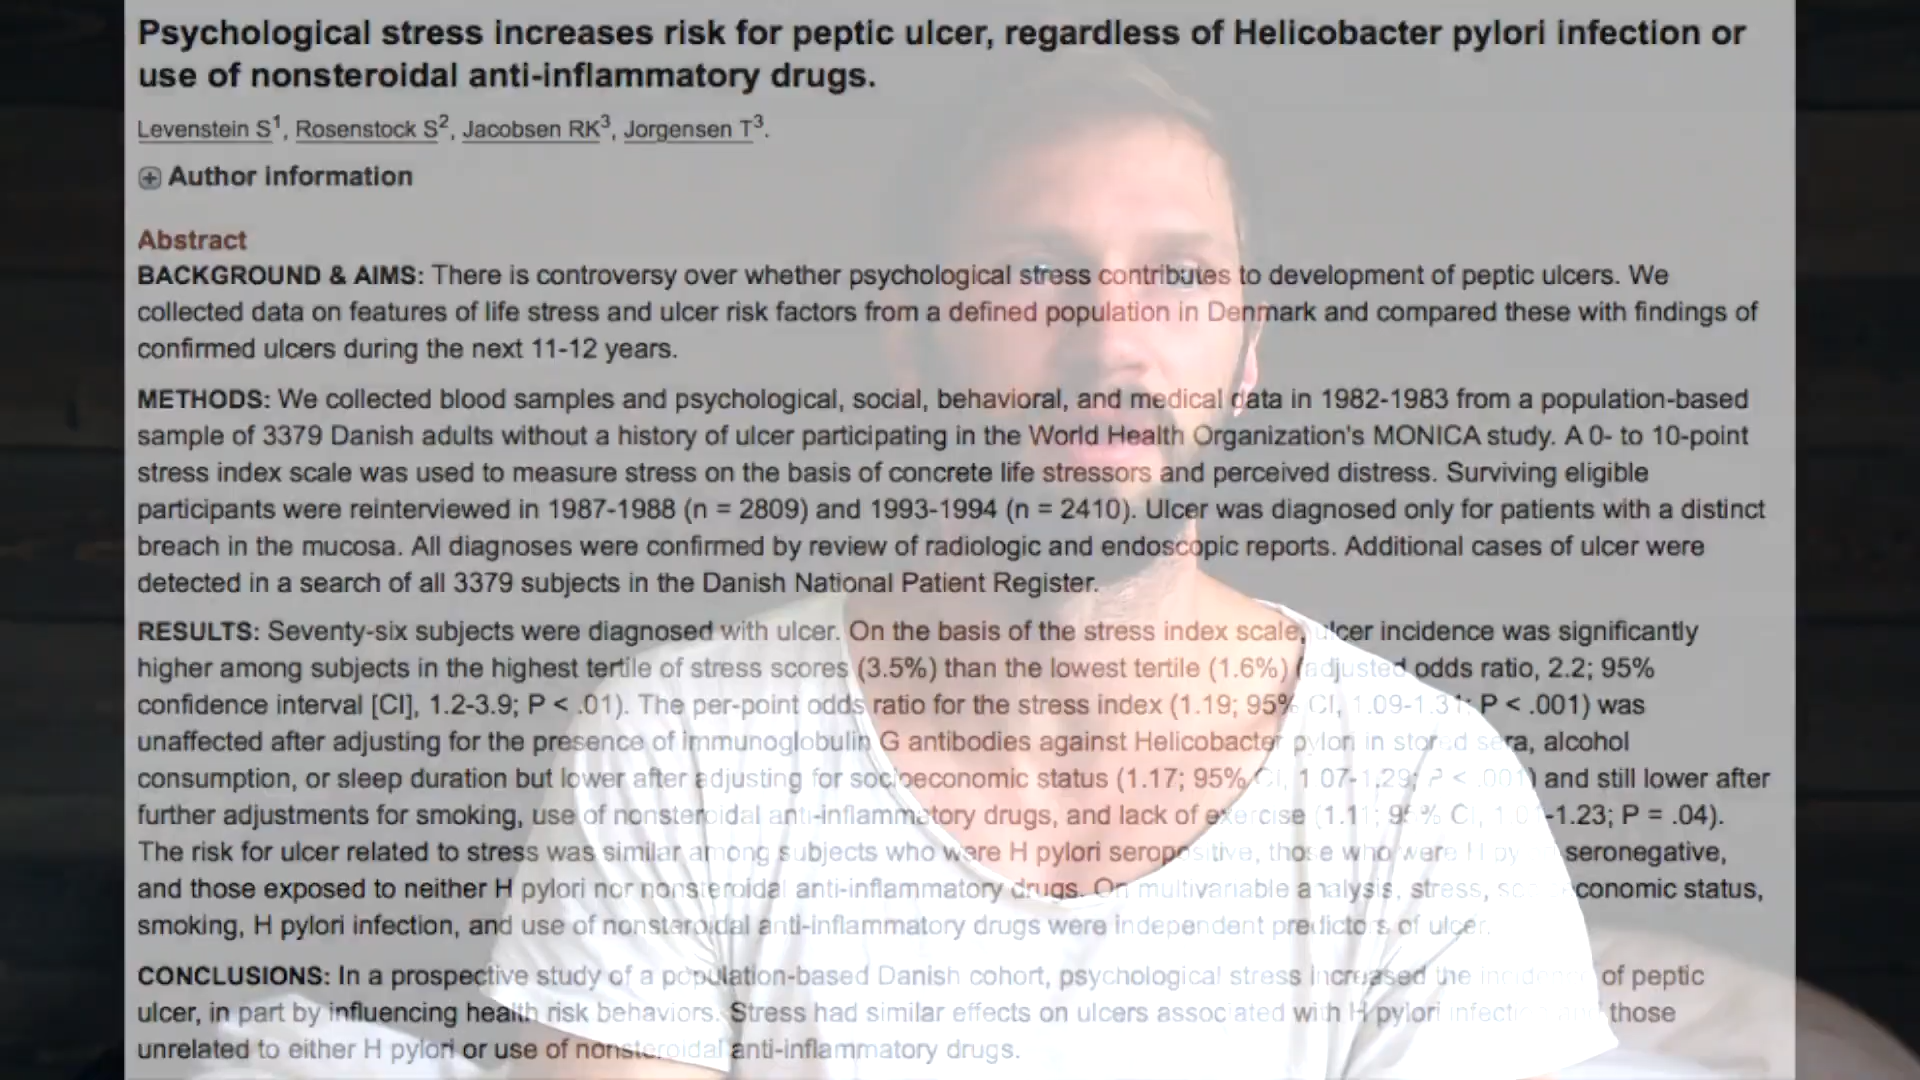 Psychological stress increases risk for peptic ulcer, regardless of Helicobacter pylori infection or
use of nonsteroidal anti-inflammatory drugs.
Levenstein S1, Rosenstock S2, Jacobsen RK3, Jorgensen T3.
Author information
Abstract
BACKGROUND & AIMS: There is controversy over whether psychological stress contributes to development of peptic ulcers. We
collected data on features of life stress and ulcer risk factors from a defined population in Denmark and compared these with findings of
confirmed ulcers during the next 11-12 years.
METHODS: We collected blood samples and psychological, social, behavioral, and medical data in 1982-1983 from a population-based
sample of 3379 Danish adults without a history of ulcer participating in the World Health Organization's MONICA study. A 0- to 10-point
stress index scale was used to measure stress on the basis of concrete life stressors and perceived distress. Surviving eligible
participants were reinterviewed in 1987-1988 (n = 2809) and 1993-1994 (n = 2410). Ulcer was diagnosed only for patients with a distinct
breach in the mucosa. All diagnoses were confirmed by review of radiologic and endoscopic reports. Additional cases of ulcer were
detected in a search of all 3379 subjects in the Danish National Patient Register.
RESULTS: Seventy-six subjects were diagnosed with ulcer. On the basis of the stress index scale, ulcer incidence was significantly
higher among subjects in the highest tertile of stress scores (3.5%) than the lowest tertile (1.6%) (adjusted odds ratio, 2.2; 95%
confidence interval [CI], 1.2-3.9; P < .01). The per-point odds ratio for the stress index (1.19; 95% CI, 1.09-1.31; P < .001) was
unaffected after adjusting for the presence of immunoglobulin G antibodies against Helicobacter pylori in stored sera, alcohol
consumption, or sleep duration but lower after adjusting for socioeconomic status (1.17; 95% CI, 1.07-1.29; P < .001) and still lower after
further adjustments for smoking, use of nonsteroidal anti-inflammatory drugs, and lack of exercise (1.11; 95% CI, -1.23; P = .04).
The risk for ulcer related to stress was similar among subjects who were H pylori seropositive, those who were H seronegative,
and those exposed to neither H pylori nor nonsteroidal anti-inflammatory drugs. On multivariable analysis, stress, socioeconomic status,
smoking, H pylori infection, and use of nonsteroidal anti-inflammatory drugs were independent predictors of ulcer.
CONCLUSIONS: In a prospective study of a population-based Danish cohort, psychological stress increased the incidence of peptic
ulcer, in part by influencing health risk behaviors. Stress had similar effects on ulcers associated with H pylori infection and those
unrelated to either H pylori or use of nonsteroidal anti-inflammatory drugs.